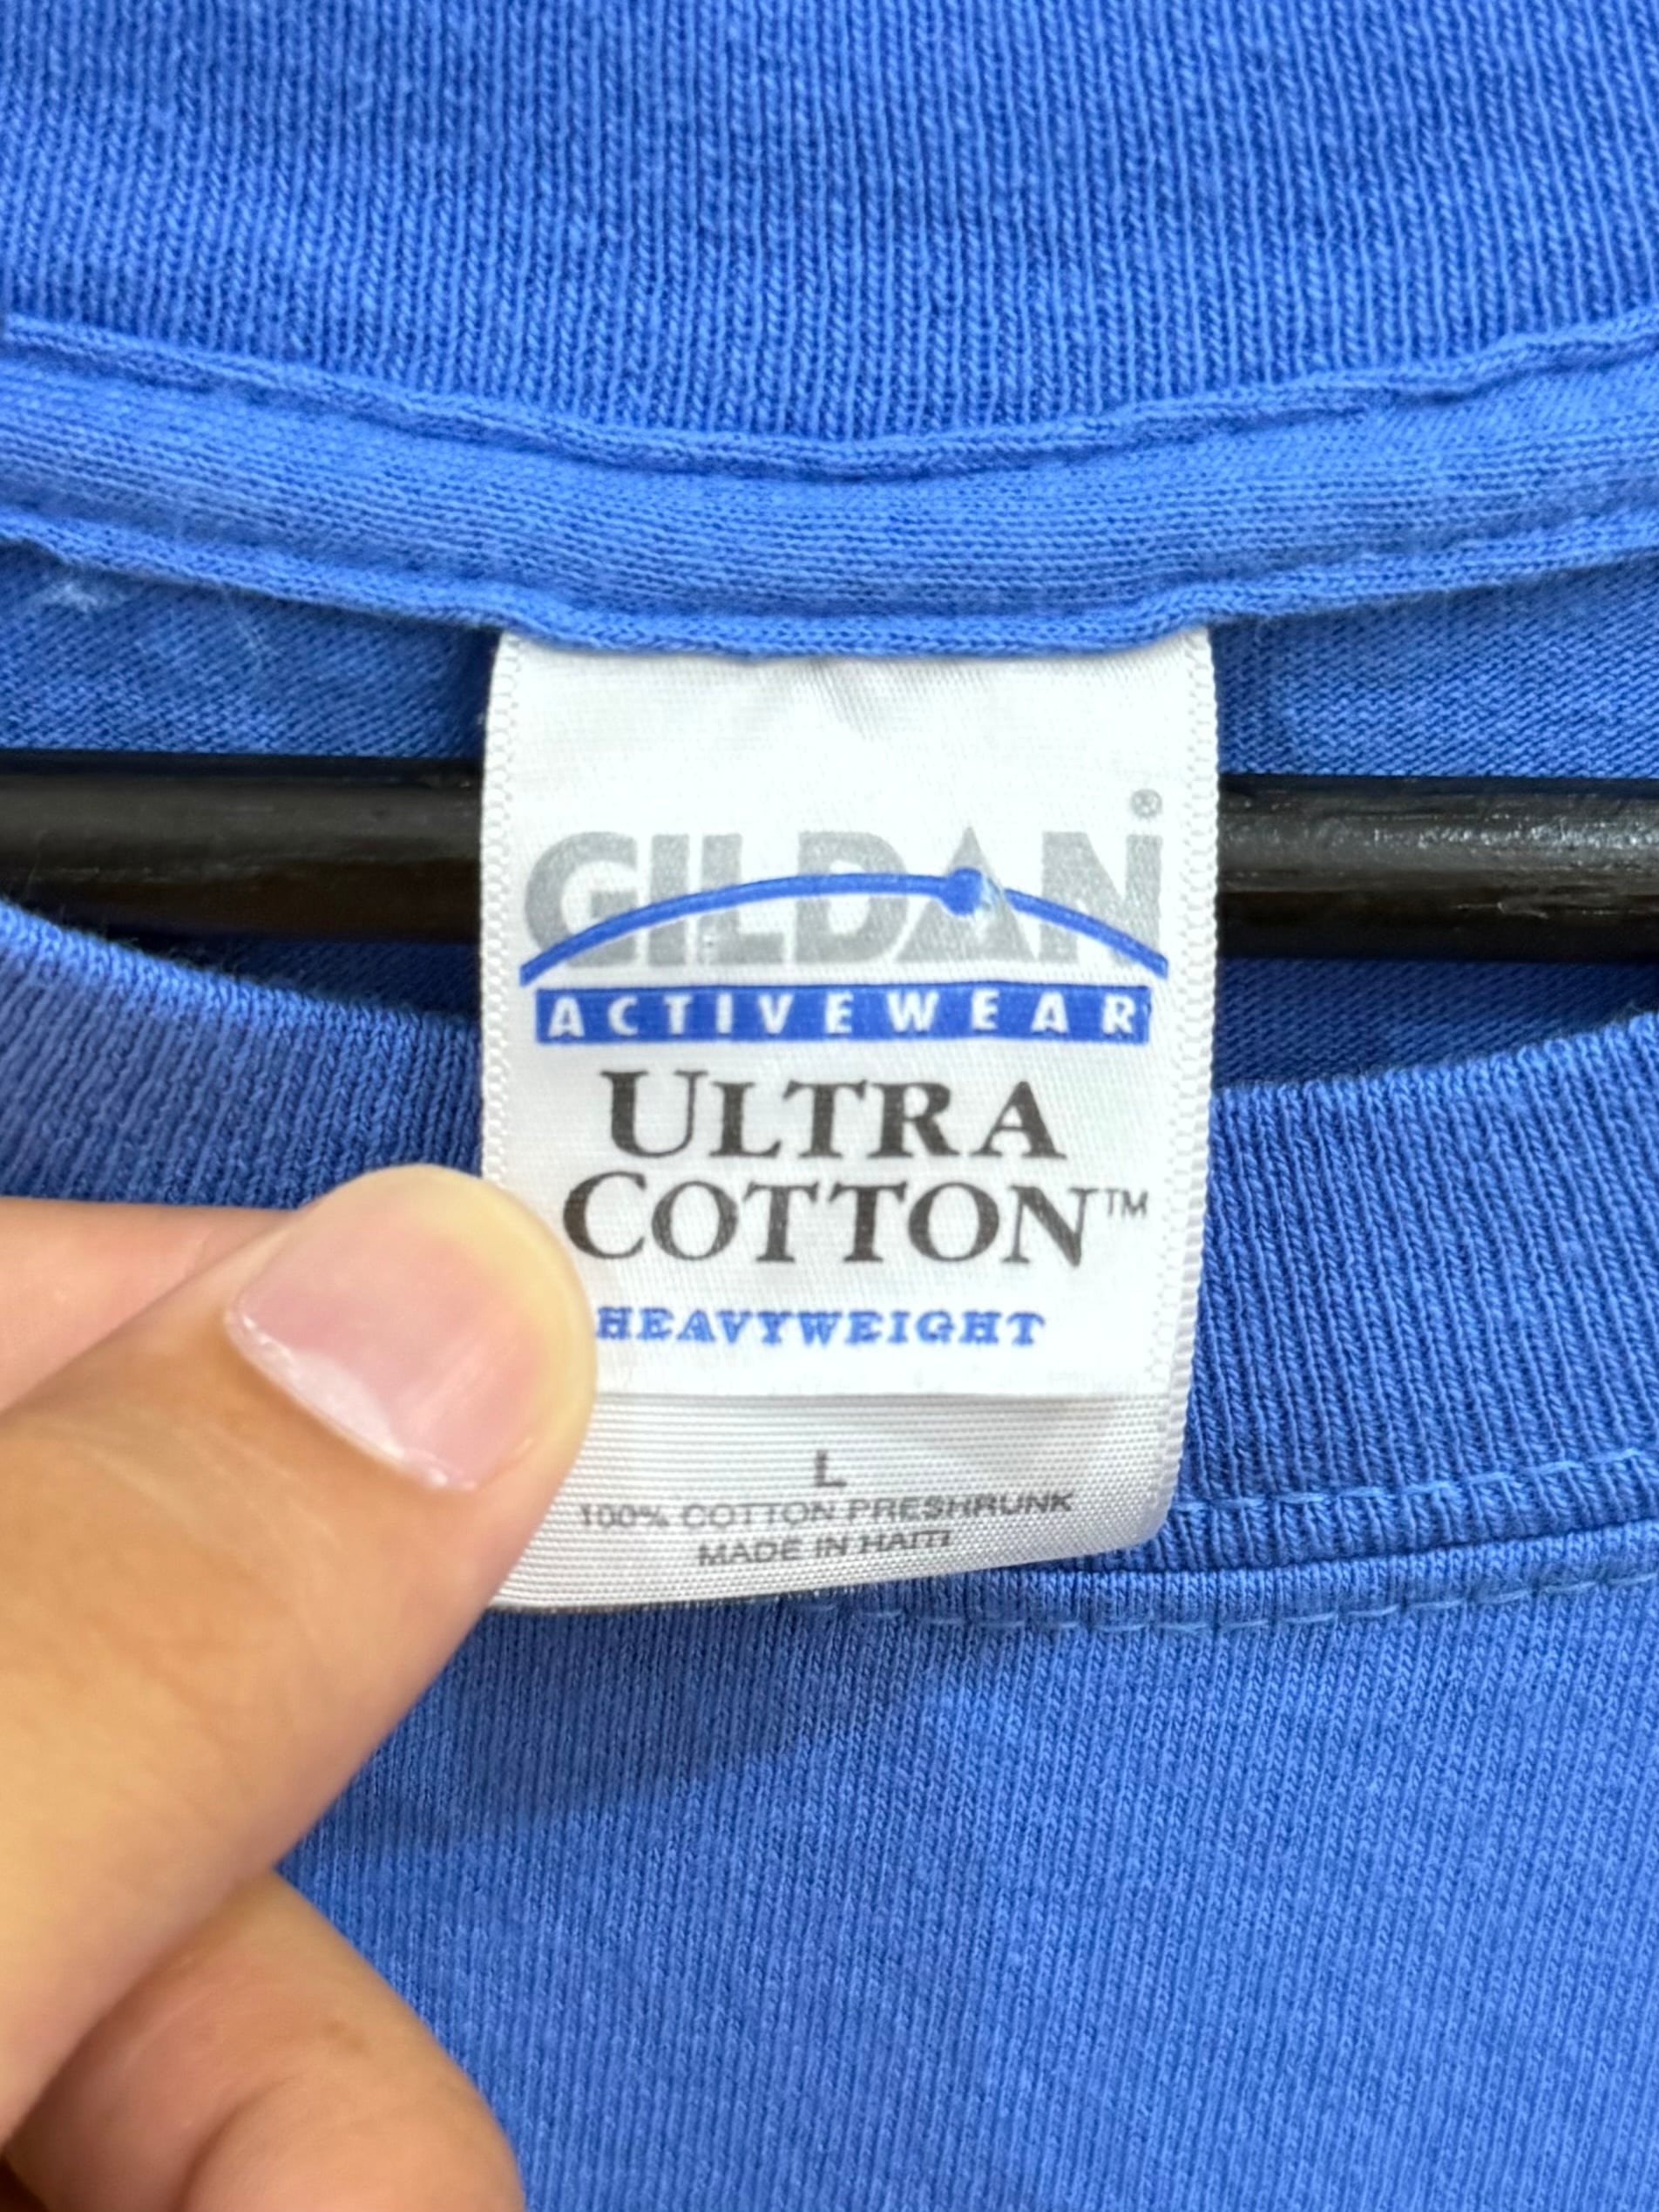 GILDAN®
ACTIVEWEAR
ULTRA
COTTON™
HEAVYWEIGHT
L
100% COTTON PRESHRUNK
MADE IN HAITI